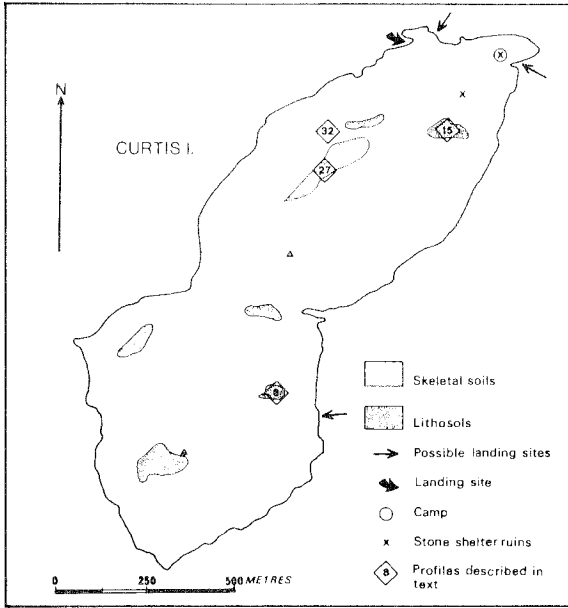 N
CURTIS I.
32
15
27
8
Skeletal soils
Lithosols
Possible landing sites
Landing site
Camp
x Stone shelter ruins
8 Profiles described in
text
0 250 500 METRES